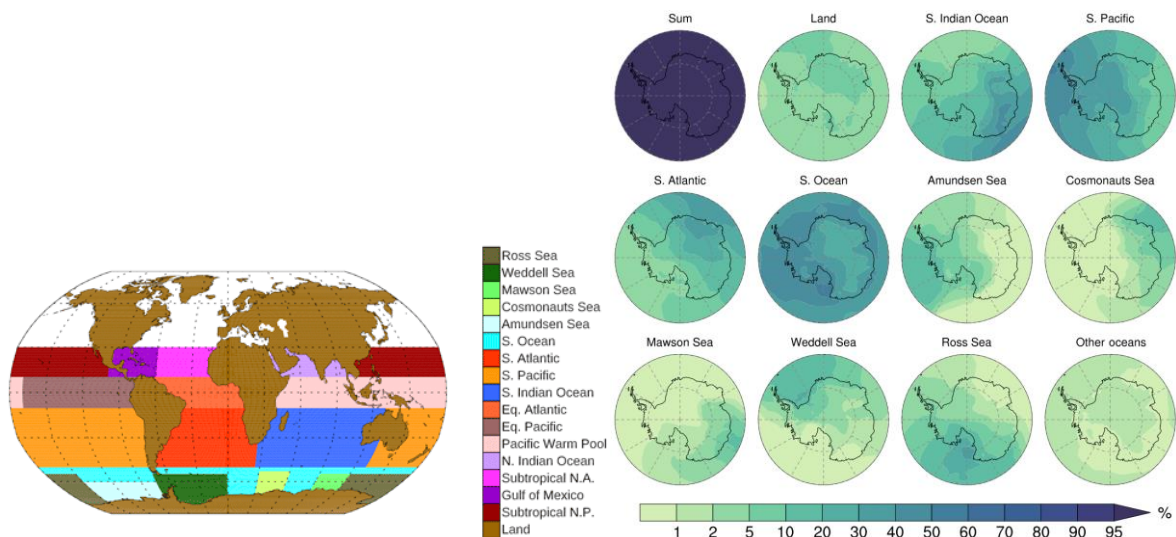 Ross Sea
Weddell Sea
Mawson Sea
Cosmonauts Sea
Amundsen Sea
S. Ocean
S. Atlantic
S. Pacific
S. Indian Ocean
Eq. Atlantic
Eq. Pacific
Pacific Warm Pool
N. Indian Ocean
Subtropical N.A.
Gulf of Mexico
Subtropical N.P.
Land
Sum Land S. Indian Ocean S. Pacific
S. Atlantic S. Ocean Amundsen Sea Cosmonauts Sea
Mawson Sea Weddell Sea Ross Sea Other oceans
%
1 2 5 10 20 30 40 60 70 80 90 95